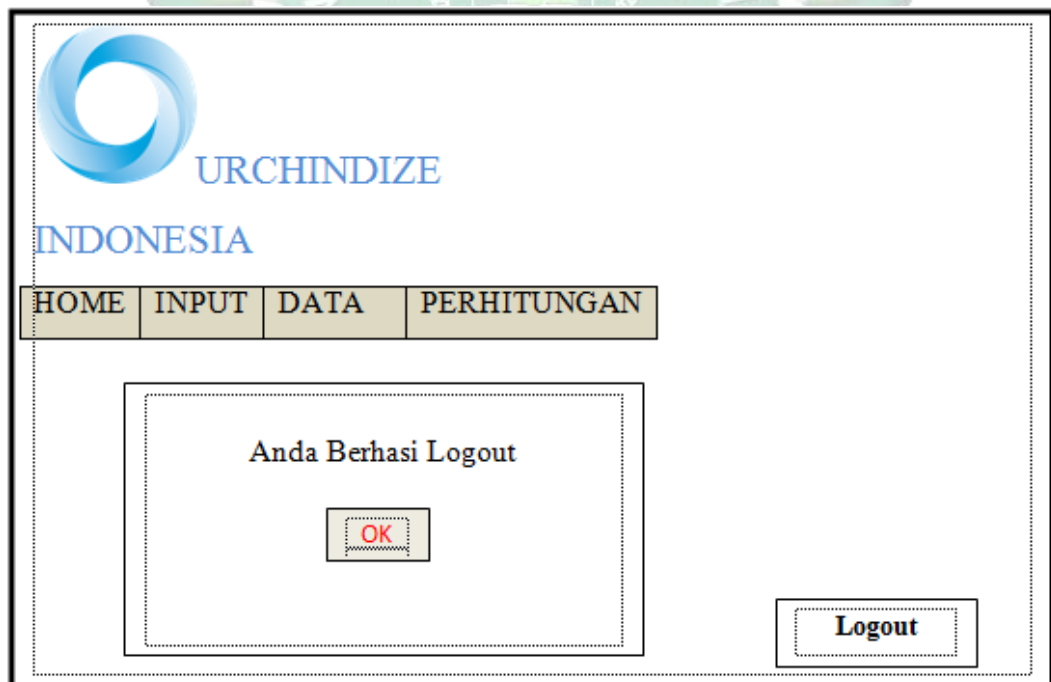 URCHINDIZE
INDONESIA
HOME INPUT DATA PERHITUNGAN
Anda Berhasi Logout
OK
Logout